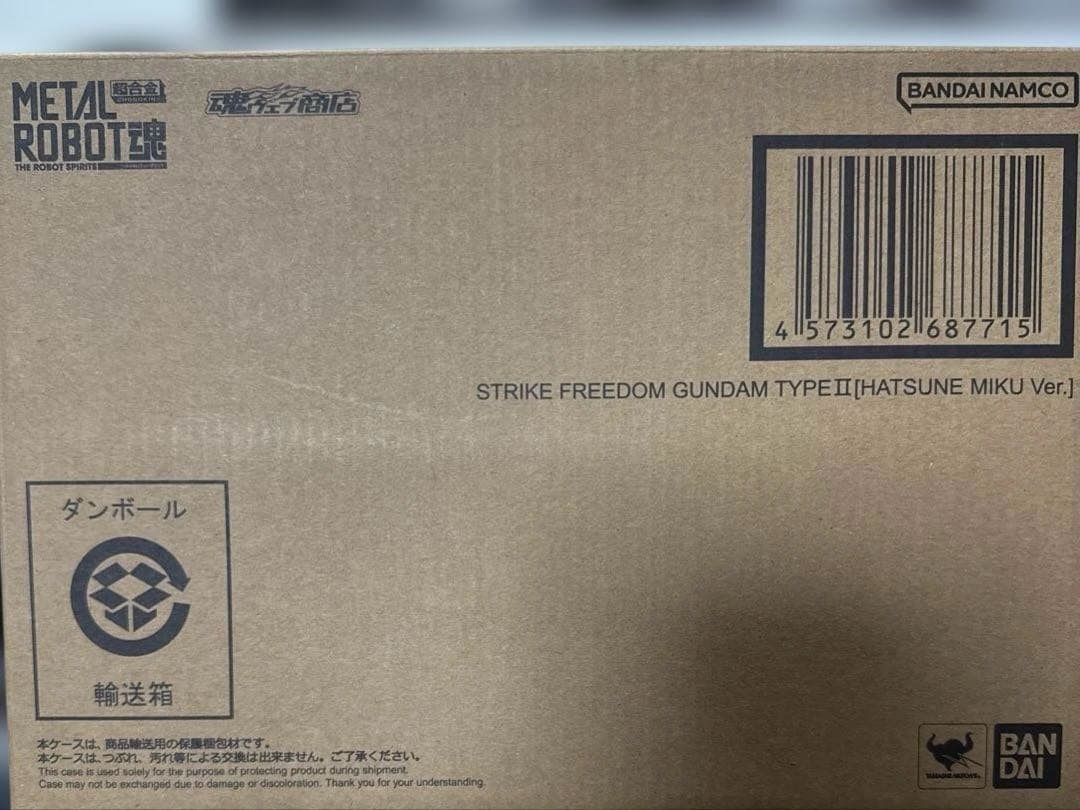 METAL
ROBOT魂
超合金
CHOGOKIN
THE ROBOT SPIRITS
魂ウェブ商店
BANDAI NAMCO
4 573102 687715
STRIKE FREEDOM GUNDAM TYPEⅡ[HATSUNE MIKU Ver.]
ダンボール
輸送箱
本ケースは、商品輸送用の保護梱包材です。
本ケースは、つぶれ、汚れ等による交換は出来ません。ご了承ください。
This case is used solely for the purpose of protecting product during shipment.
Case may not be exchanged due to damage or discoloration. Thank you for your understanding.
TAMASHII NATIONS
BAN
DAI